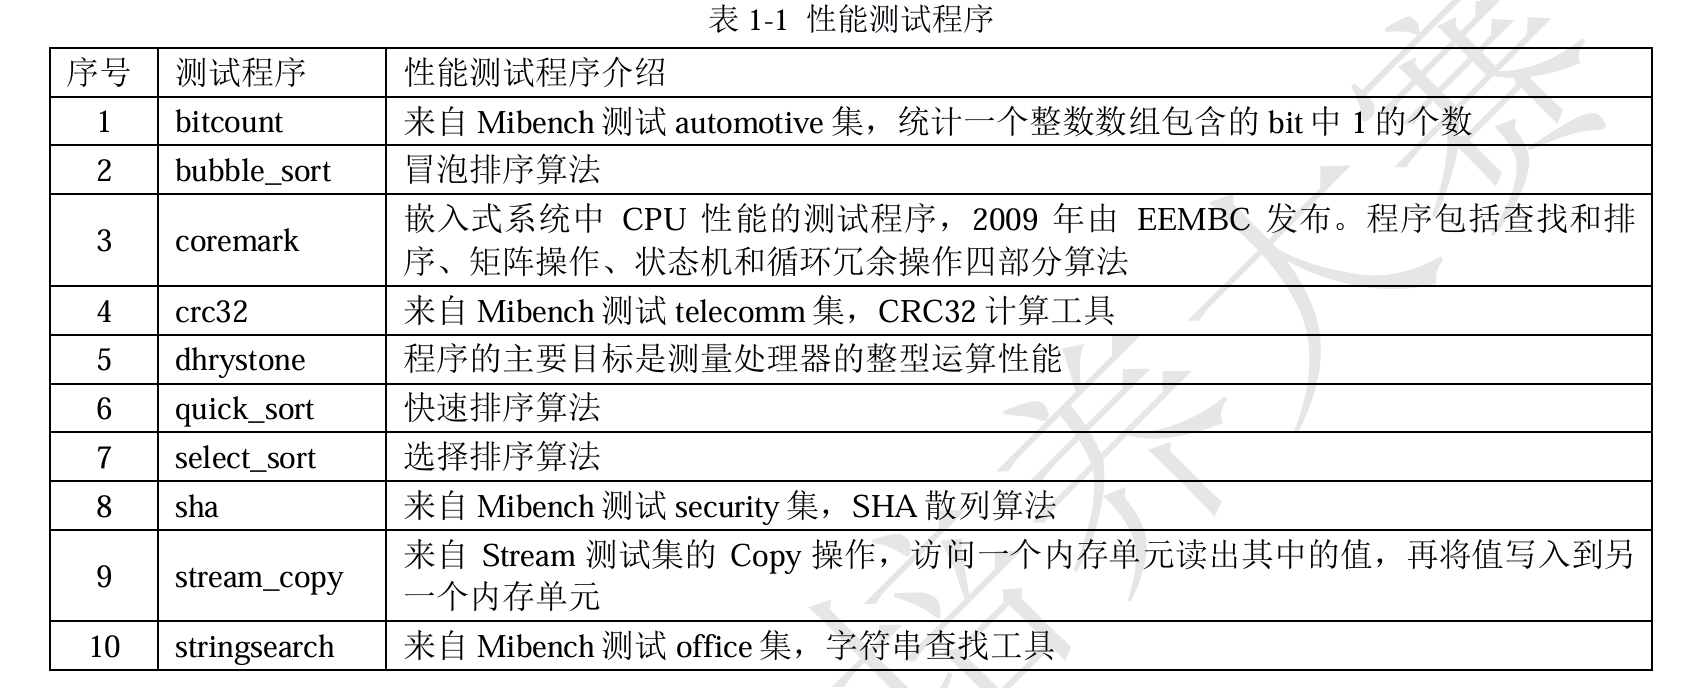 表 1-1 性能测试程序
序号 测试程序 性能测试程序介绍
1 bitcount 来自 Mibench 测试 automotive 集，统计一个整数数组包含的 bit 中 1 的个数
2 bubble_sort 冒泡排序算法
3 coremark 嵌入式系统中 CPU 性能的测试程序，2009 年由 EEMBC 发布。程序包括查找和排
序、矩阵操作、状态机和循环冗余操作四部分算法
4 crc32 来自 Mibench 测试 telecomm 集，CRC32 计算工具
5 dhrystone 程序的主要目标是测量处理器的整型运算性能
6 quick_sort 快速排序算法
7 select_sort 选择排序算法
8 sha 来自 Mibench 测试 security 集，SHA 散列算法
9 stream_copy 来自 Stream 测试集的 Copy 操作，访问一个内存单元读出其中的值，再将值写入到另
一个内存单元
10 stringsearch 来自 Mibench 测试 office 集，字符串查找工具
培养大赛